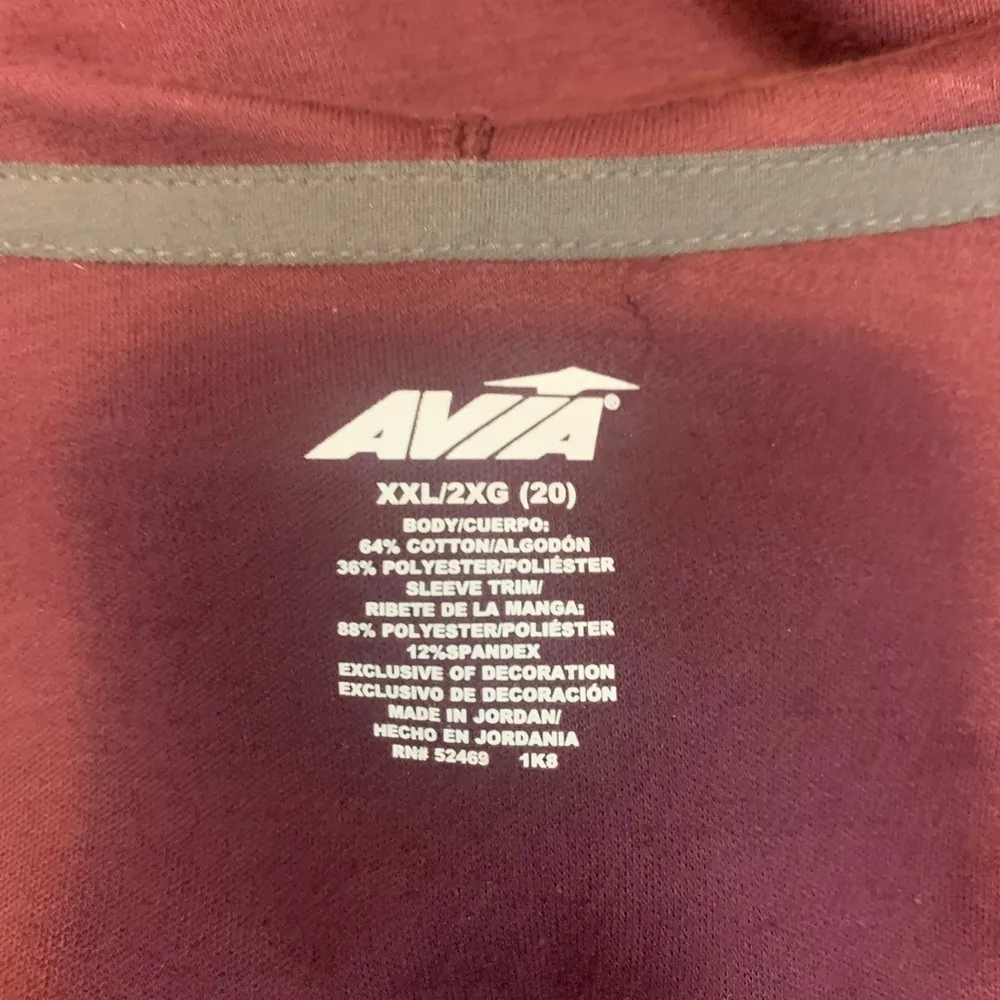 AVIA®
XXL/2XG (20)
BODY/CUERPO:
64% COTTON/ALGODÓN
36% POLYESTER/POLIÉSTER
SLEEVE TRIM/
RIBETE DE LA MANGA:
88% POLYESTER/POLIÉSTER
12%SPANDEX
EXCLUSIVE OF DECORATION
EXCLUSIVO DE DECORACIÓN
MADE IN JORDAN/
HECHO EN JORDANIA
RN# 52469 1K8